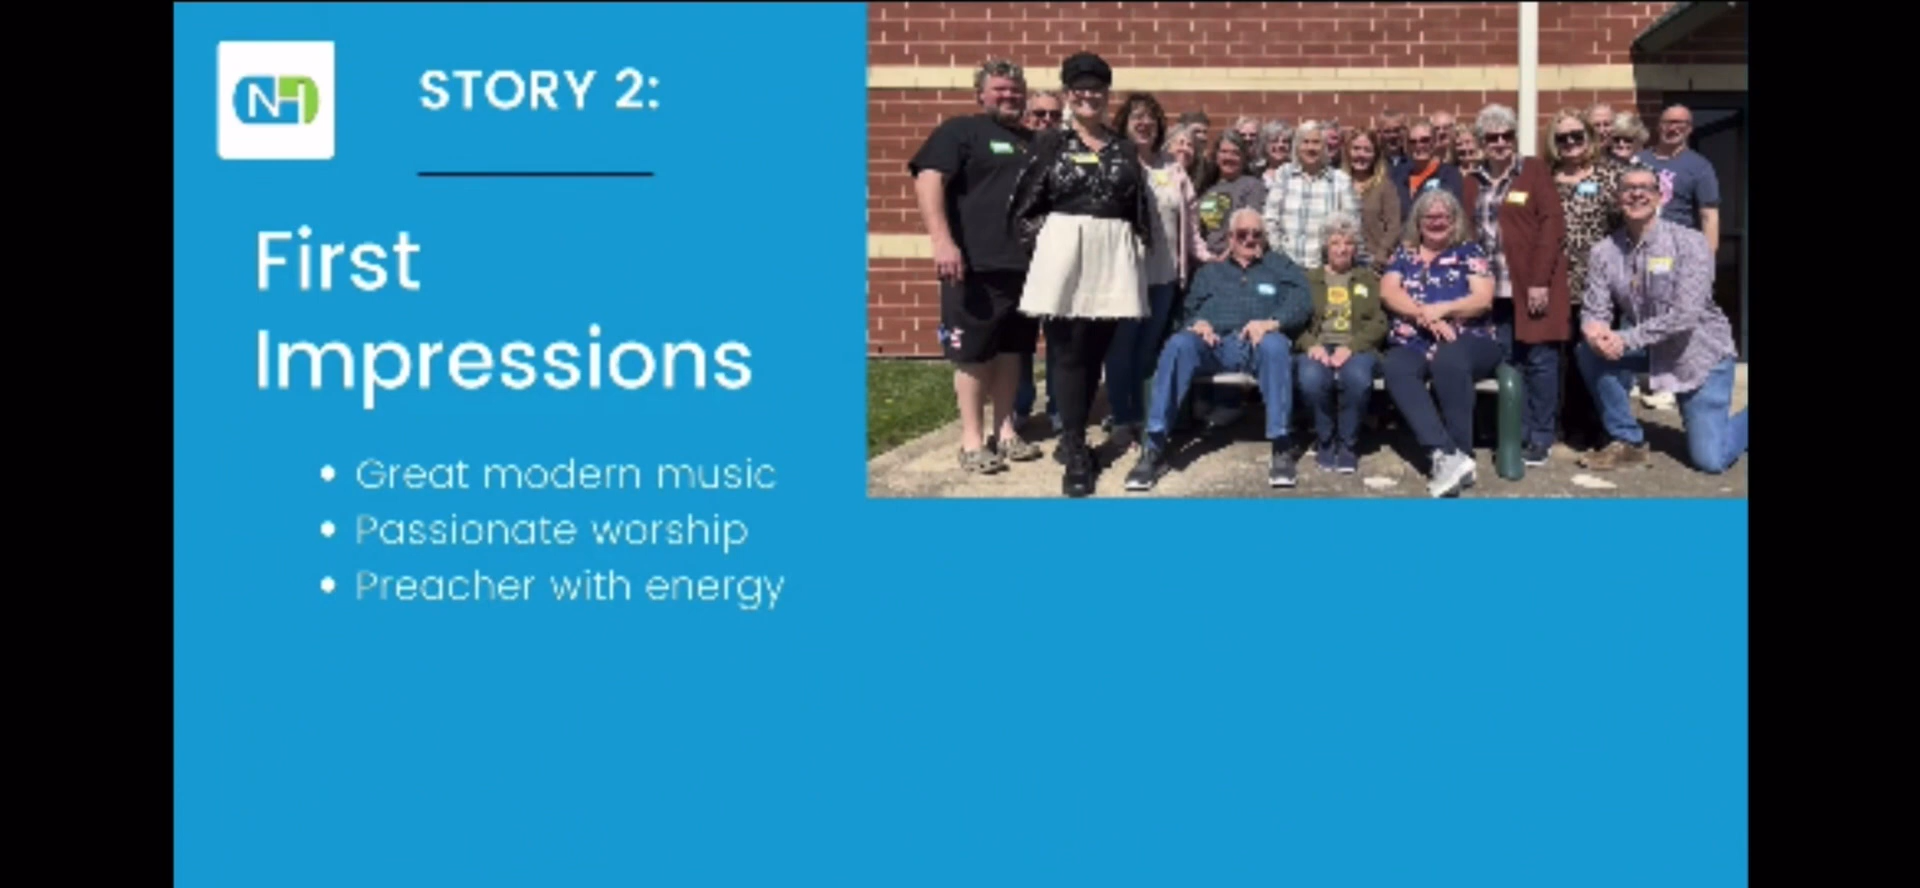 NH
STORY 2:
First
Impressions
• Great modern music
• Passionate worship
• Preacher with energy